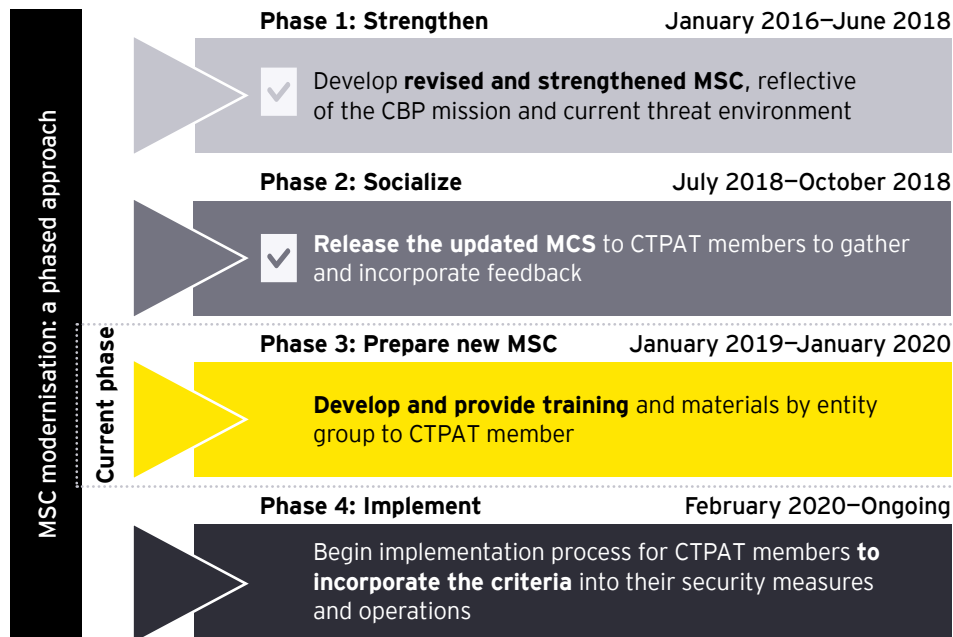 MSC modernisation: a phased approach
Phase 1: Strengthen January 2016–June 2018
Develop revised and strengthened MSC, reflective
of the CBP mission and current threat environment
Phase 2: Socialize July 2018–October 2018
Release the updated MCS to CTPAT members to gather
and incorporate feedback
Current phase
Phase 3: Prepare new MSC January 2019–January 2020
Develop and provide training and materials by entity
group to CTPAT member
Phase 4: Implement February 2020–Ongoing
Begin implementation process for CTPAT members to
incorporate the criteria into their security measures
and operations